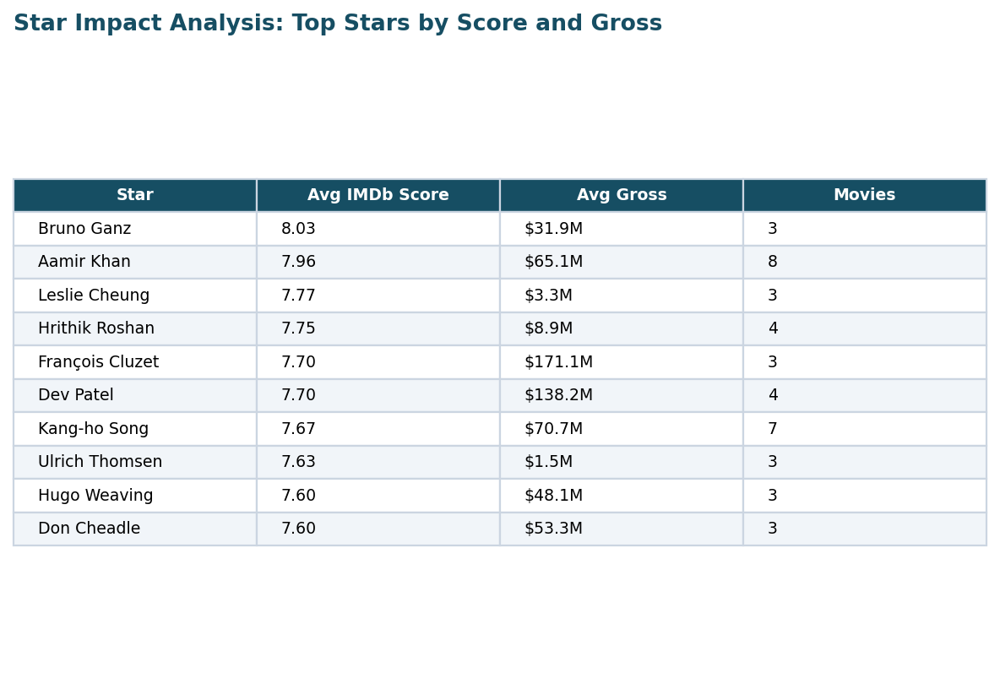 Star Impact Analysis: Top Stars by Score and Gross
Star Avg IMDb Score Avg Gross Movies
Bruno Ganz 8.03 $31.9M 3
Aamir Khan 7.96 $65.1M 8
Leslie Cheung 7.77 $3.3M 3
Hrithik Roshan 7.75 $8.9M 4
François Cluzet 7.70 $171.1M 3
Dev Patel 7.70 $138.2M 4
Kang-ho Song 7.67 $70.7M 7
Ulrich Thomsen 7.63 $1.5M 3
Hugo Weaving 7.60 $48.1M 3
Don Cheadle 7.60 $53.3M 3